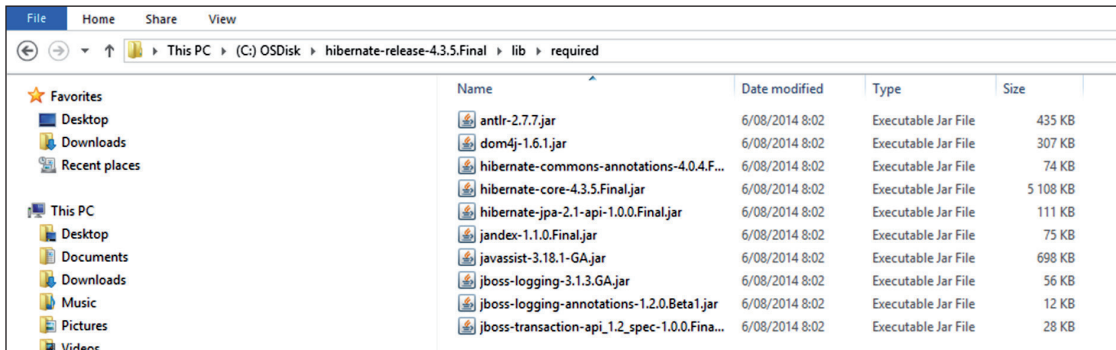 File Home Share View
This PC (C:) OSDisk hibernate-release-4.3.5.Final lib required
Favorites
Desktop
Downloads
Recent places
This PC
Desktop
Documents
Downloads
Music
Pictures
Videos
Name Date modified Type Size
antlr-2.7.7.jar 6/08/2014 8:02 Executable Jar File 435 KB
dom4j-1.6.1.jar 6/08/2014 8:02 Executable Jar File 307 KB
hibernate-commons-annotations-4.0.4.F... 6/08/2014 8:02 Executable Jar File 74 KB
hibernate-core-4.3.5.Final.jar 6/08/2014 8:02 Executable Jar File 5 108 KB
hibernate-jpa-2.1-api-1.0.0.Final.jar 6/08/2014 8:02 Executable Jar File 111 KB
jandex-1.1.0.Final.jar 6/08/2014 8:02 Executable Jar File 75 KB
javassist-3.18.1-GA.jar 6/08/2014 8:02 Executable Jar File 698 KB
jboss-logging-3.1.3.GA.jar 6/08/2014 8:02 Executable Jar File 56 KB
jboss-logging-annotations-1.2.0.Beta1.jar 6/08/2014 8:02 Executable Jar File 12 KB
jboss-transaction-api_1.2_spec-1.0.0.Fina... 6/08/2014 8:02 Executable Jar File 28 KB